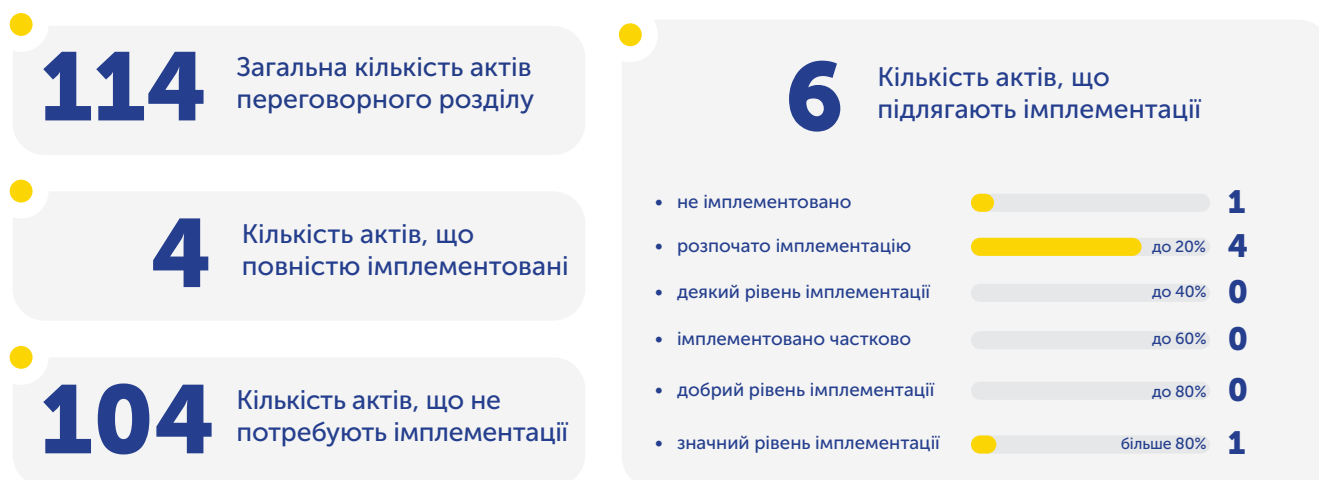 114
Загальна кількість актів
переговорного розділу
4
Кількість актів, що
повністю імплементовані
104
Кількість актів, що не
потребують імплементації
6
Кількість актів, що
підлягають імплементації
• не імплементовано 1
• розпочато імплементацію до 20% 4
• деякий рівень імплементації до 40% 0
• імплементовано частково до 60% 0
• добрий рівень імплементації до 80% 0
• значний рівень імплементації більше 80% 1